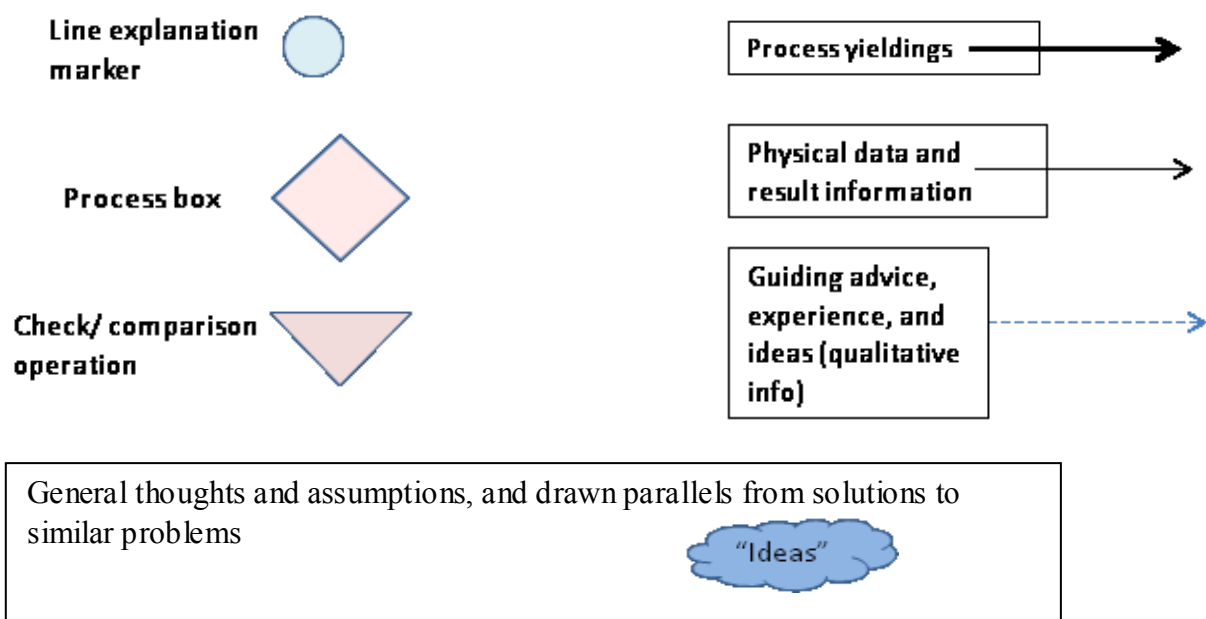 Line explanation
marker
Process box
Check/ comparison
operation
Process yieldings
Physical data and
result information
Guiding advice,
experience, and
ideas (qualitative
info)
General thoughts and assumptions, and drawn parallels from solutions to
similar problems
"Ideas"